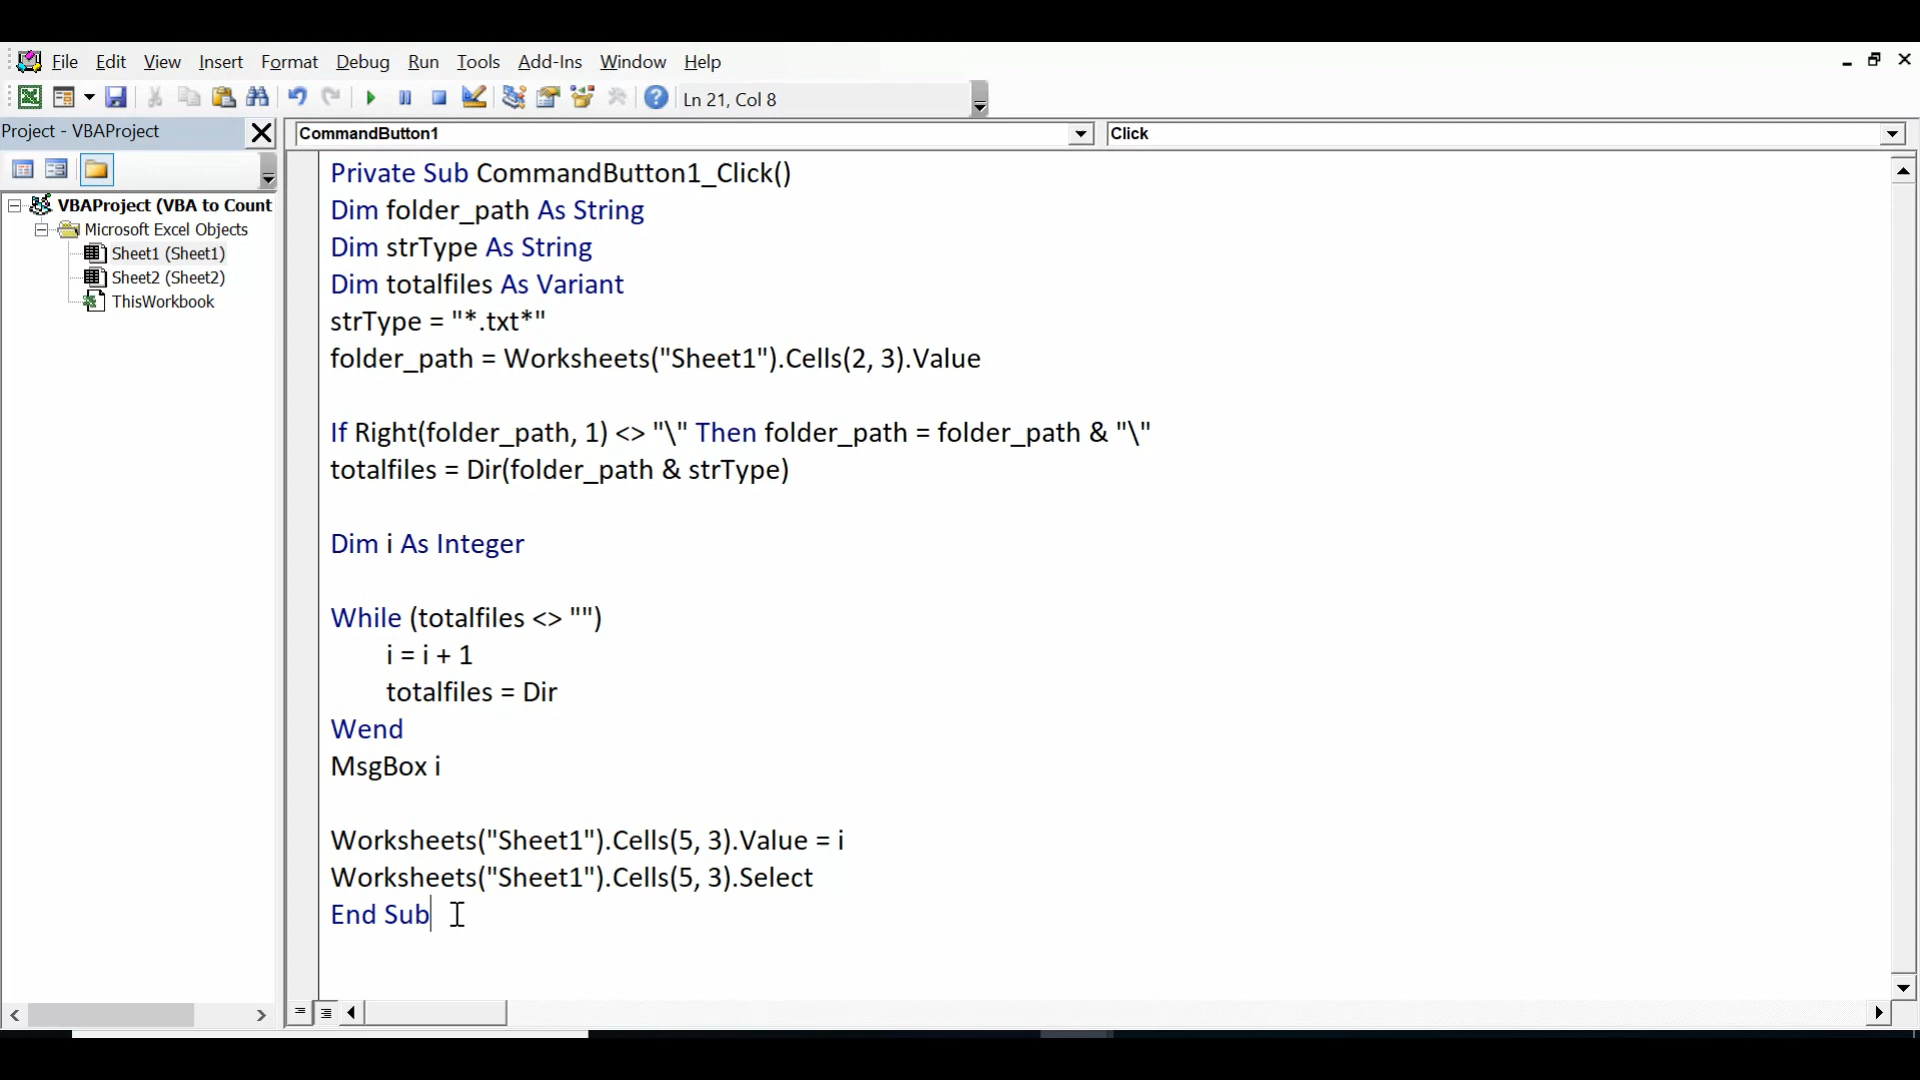 File Edit View Insert Format Debug Run Tools Add-Ins Window Help
Ln 21, Col 8
Project - VBAProject
CommandButton1
Click
VBAProject (VBA to Count
Microsoft Excel Objects
Sheet1 (Sheet1)
Sheet2 (Sheet2)
ThisWorkbook
Private Sub CommandButton1_Click()
Dim folder_path As String
Dim strType As String
Dim totalfiles As Variant
strType = "*.txt*"
folder_path = Worksheets("Sheet1").Cells(2, 3).Value
If Right(folder_path, 1) <> "\" Then folder_path = folder_path & "\"
totalfiles = Dir(folder_path & strType)
Dim i As Integer
While (totalfiles <> "")
i = i + 1
totalfiles = Dir
Wend
MsgBox i
Worksheets("Sheet1").Cells(5, 3).Value = i
Worksheets("Sheet1").Cells(5, 3).Select
End Sub